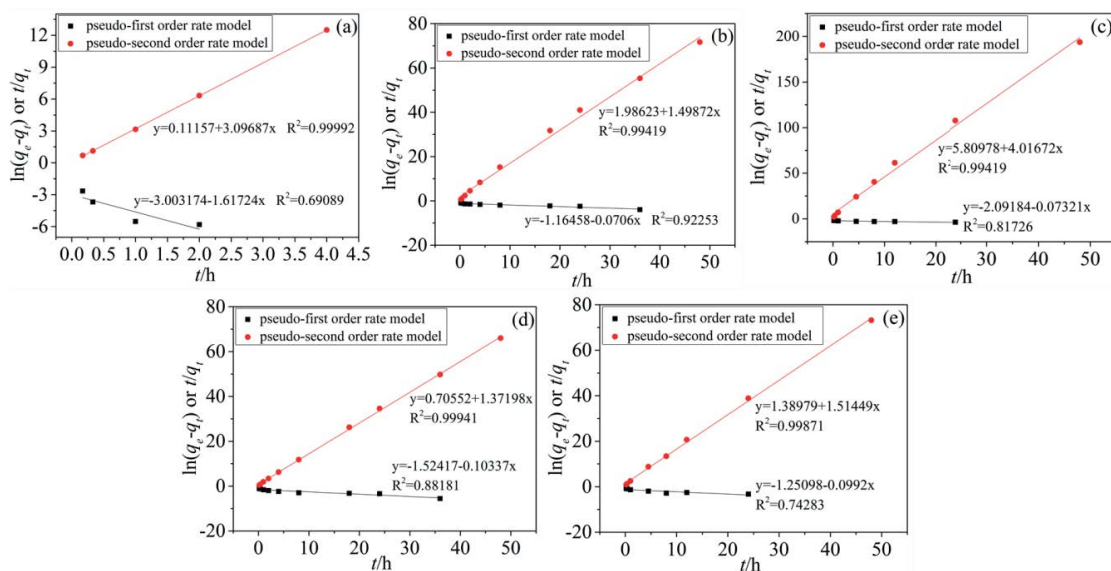 (a)
pseudo-first order rate model
pseudo-second order rate model
ln(qe-qt) or t/qt
12
9
6
3
0
-3
-6
y=0.11157+3.09687x R²=0.99992
y=-3.003174-1.61724x R²=0.69089
0.0 0.5 1.0 1.5 2.0 2.5 3.0 3.5 4.0 4.5
t/h
(b)
pseudo-first order rate model
pseudo-second order rate model
ln(qe-qt) or t/qt
80
60
40
20
0
-20
y=1.98623+1.49872x
R²=0.99419
y=-1.16458-0.0706x R²=0.92253
0 10 20 30 40 50
t/h
(c)
pseudo-first order rate model
pseudo-second order rate model
ln(qe-qt) or t/qt
200
150
100
50
0
y=5.80978+4.01672x
R²=0.99419
y=-2.09184-0.07321x
R²=0.81726
0 10 20 30 40 50
t/h
(d)
pseudo-first order rate model
pseudo-second order rate model
ln(qe-qt) or t/qt
80
60
40
20
0
-20
y=0.70552+1.37198x
R²=0.99941
y=-1.52417-0.10337x
R²=0.88181
0 10 20 30 40 50
t/h
(e)
pseudo-first order rate model
pseudo-second order rate model
ln(qe-qt) or t/qt
80
60
40
20
0
-20
y=1.38979+1.51449x
R²=0.99871
y=-1.25098-0.0992x
R²=0.74283
0 10 20 30 40 50
t/h